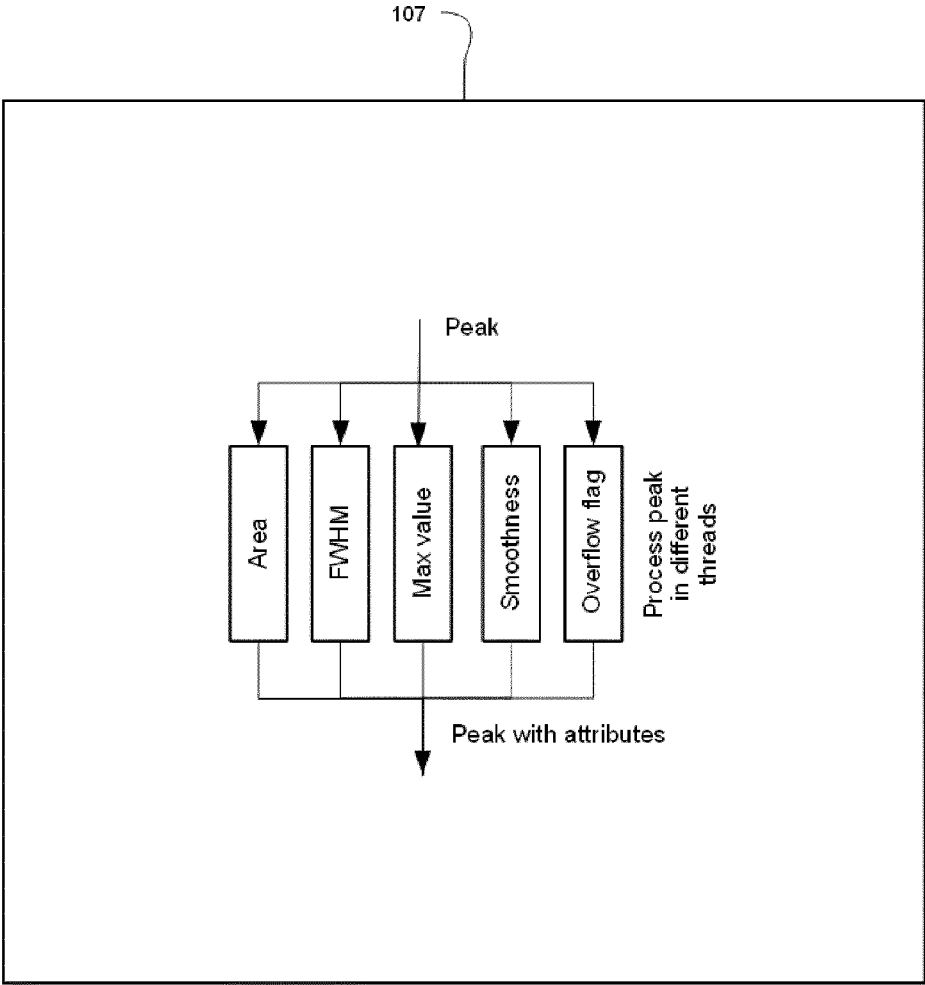 107
Peak
Area
FWHM
Max value
Smoothness
Overflow flag
Process peak
in different
threads
Peak with attributes